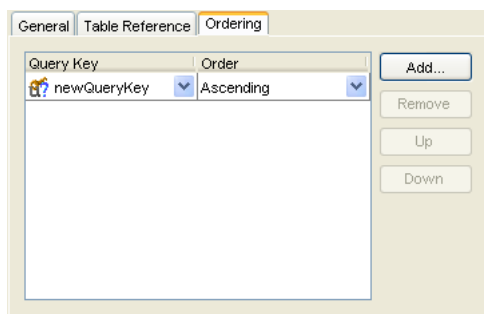 General Table Reference Ordering
Query Key Order
newQueryKey Ascending
Add...
Remove
Up
Down